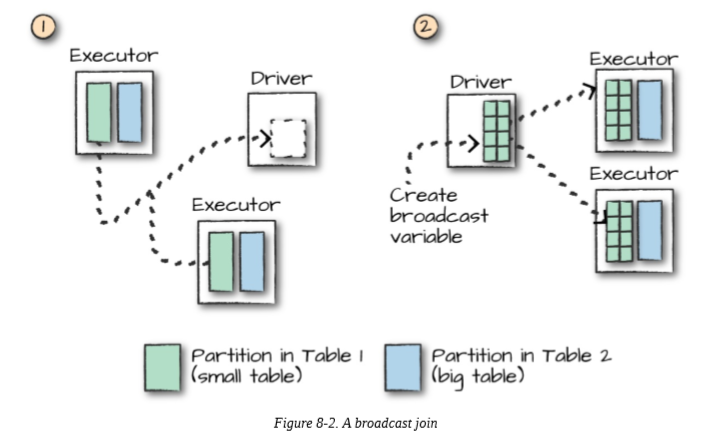 1
Executor
Driver
Executor
2
Driver
Executor
Executor
Create
broadcast
variable
Partition in Table 1
(small table)
Partition in Table 2
(big table)
Figure 8-2. A broadcast join